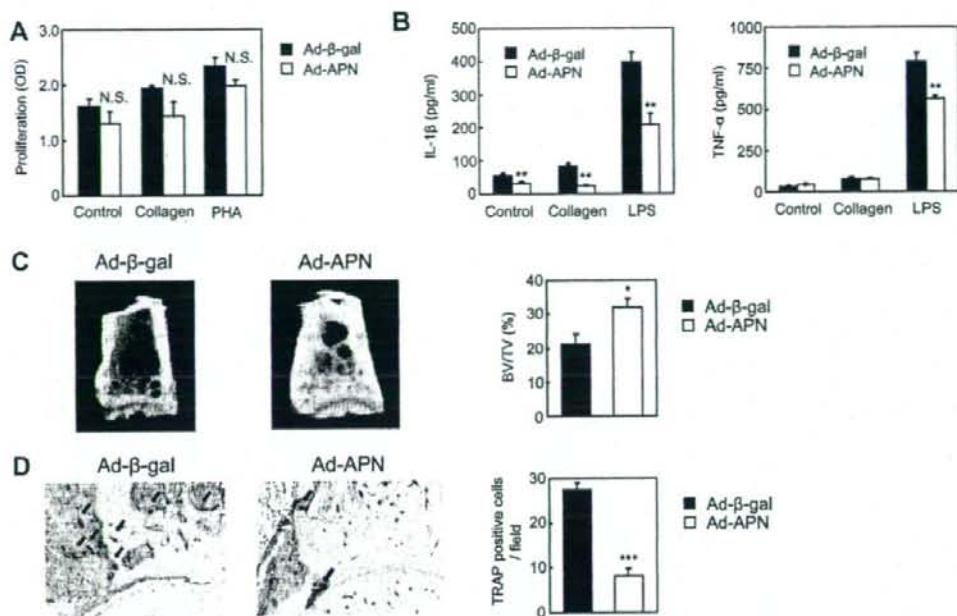 A
Proliferation (OD)
3.0
2.0
1.0
0
N.S.
N.S.
N.S.
Control Collagen PHA
Ad-β-gal
Ad-APN
B
IL-1β (pg/ml)
500
400
300
200
100
0
Ad-β-gal
Ad-APN
**
**
**
Control Collagen LPS
TNF-α (pg/ml)
1000
750
500
250
0
Ad-β-gal
Ad-APN
**
Control Collagen LPS
C
Ad-β-gal Ad-APN
BV/TV (%)
40
30
20
10
0
*
Ad-β-gal
Ad-APN
D
Ad-β-gal Ad-APN
TRAP positive cells
/ field
30
20
10
0
***
Ad-β-gal
Ad-APN